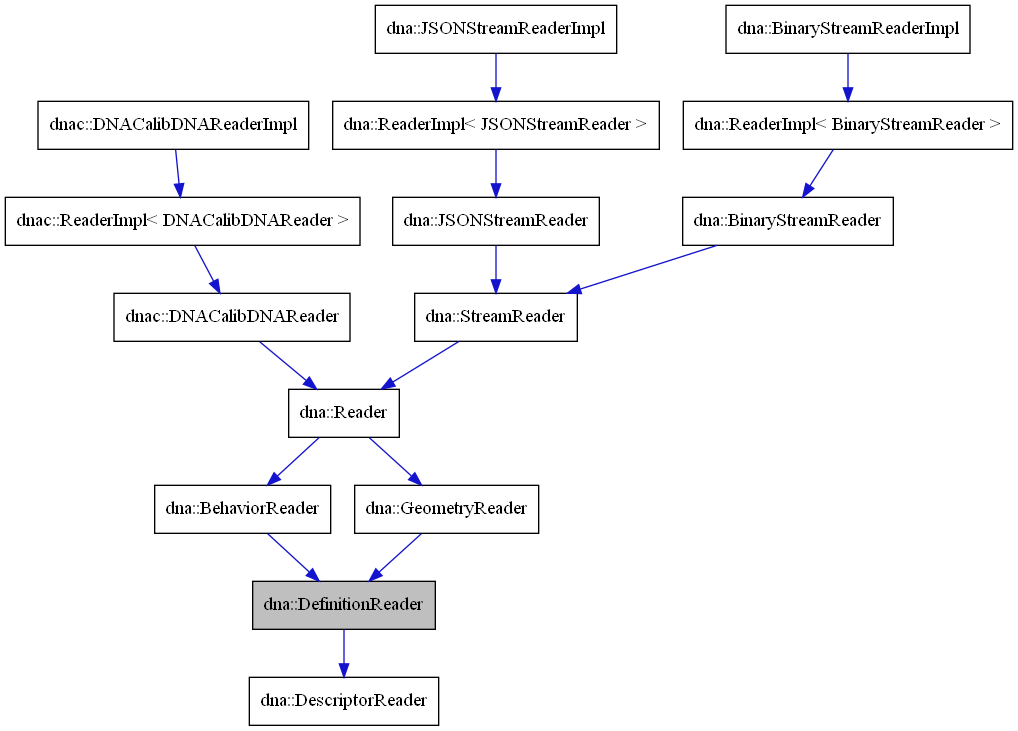 dna::JSONStreamReaderImpl
dna::BinaryStreamReaderImpl
dnac::DNACalibDNAReaderImpl
dna::ReaderImpl< JSONStreamReader >
dna::ReaderImpl< BinaryStreamReader >
dnac::ReaderImpl< DNACalibDNAReader >
dna::JSONStreamReader
dna::BinaryStreamReader
dnac::DNACalibDNAReader
dna::StreamReader
dna::Reader
dna::BehaviorReader
dna::GeometryReader
dna::DefinitionReader
dna::DescriptorReader